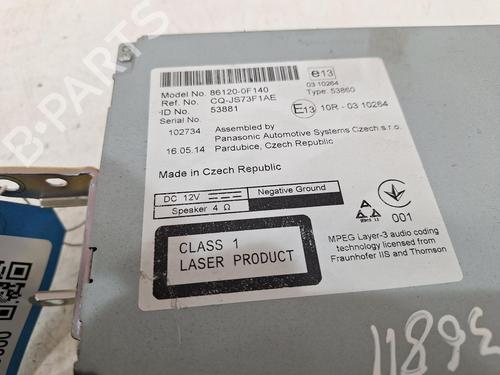 Model No. 86120-0F140
Ref. No. CQ-JS73F1AE
ID No. 53881
Serial No.
102734 Assembled by
Panasonic Automotive Systems Czech s.r.o.
16.05.14 Pardubice, Czech Republic
Made in Czech Republic
e13
03 10264
Type. 53860
E13 10R - 03 10264
DC 12V Negative Ground
Speaker 4 Ω
001
CLASS 1
LASER PRODUCT
MPEG Layer-3 audio coding
technology licensed from
Fraunhofer IIS and Thomson
B-PARTS